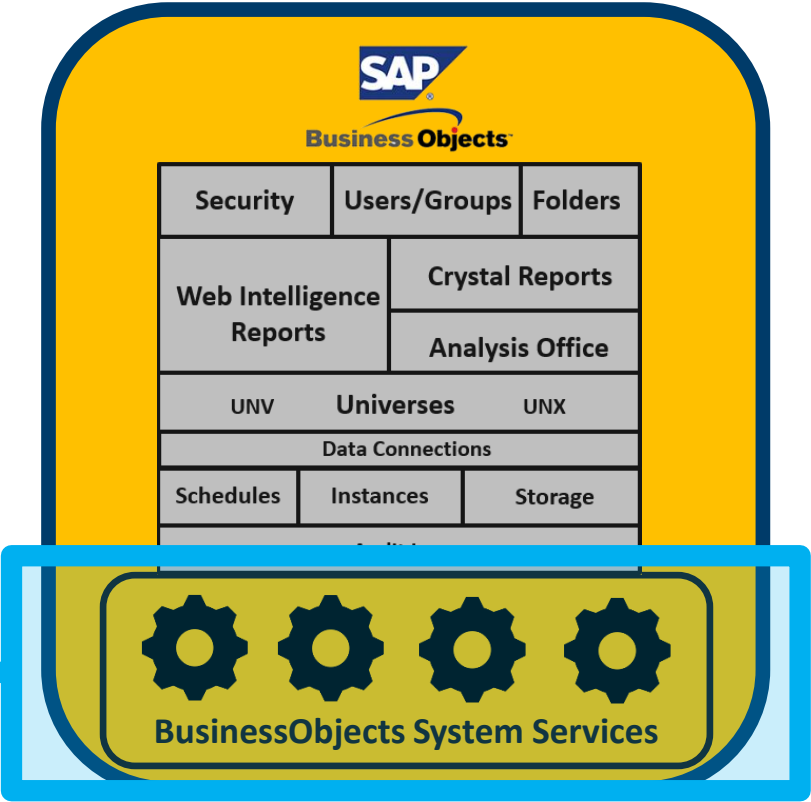 SAP
®
Business Objects™
Security Users/Groups Folders
Web Intelligence
Reports
Crystal Reports
Analysis Office
UNV Universes UNX
Data Connections
Schedules Instances Storage
BusinessObjects System Services